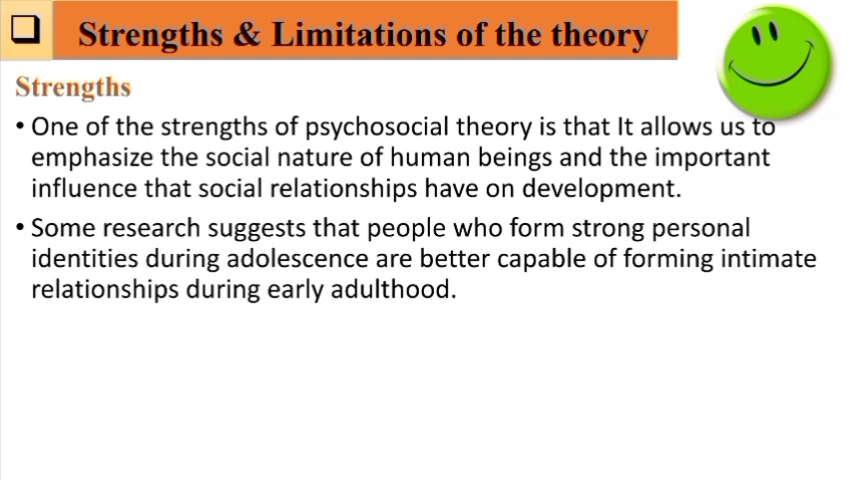 Strengths & Limitations of the theory
Strengths
• One of the strengths of psychosocial theory is that It allows us to
emphasize the social nature of human beings and the important
influence that social relationships have on development.
• Some research suggests that people who form strong personal
identities during adolescence are better capable of forming intimate
relationships during early adulthood.